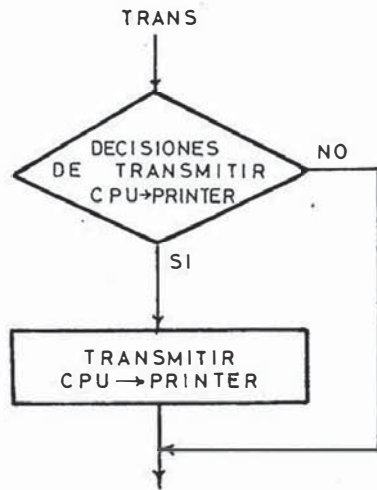 TRANS
DECISIONES
DE TRANSMITIR
CPU→PRINTER
NO
SI
TRANSMITIR
CPU→PRINTER